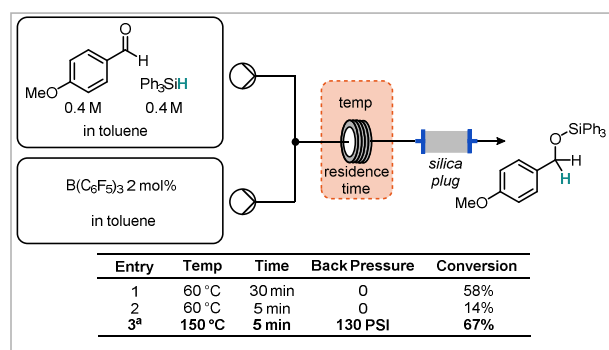 O
H
MeO
Ph₃SiH
0.4 M 0.4 M
in toluene
B(C₆F₅)₃ 2 mol%
in toluene
temp
residence
time
silica
plug
SiPh₃
O
H
H
MeO
Entry Temp Time Back Pressure Conversion
1 60 °C 30 min 0 58%
2 60 °C 5 min 0 14%
3ᵃ 150 °C 5 min 130 PSI 67%